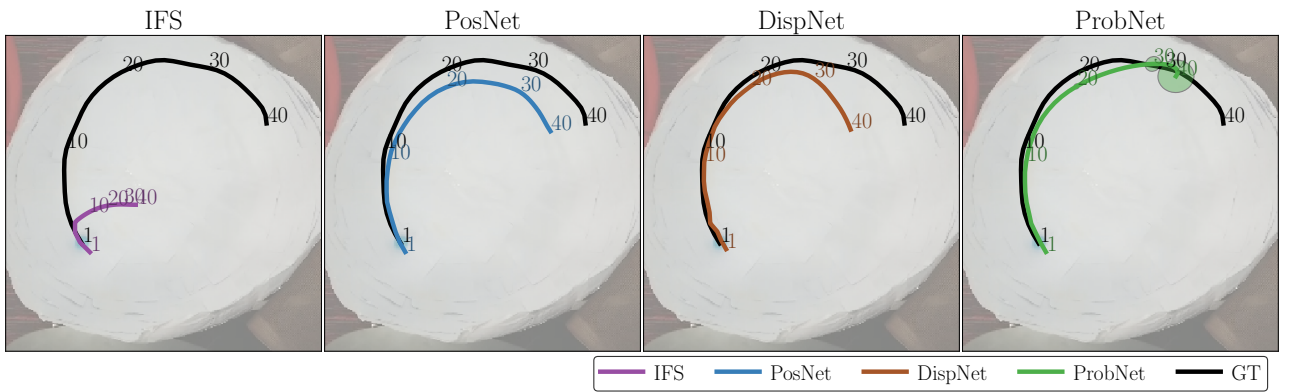 IFS PosNet DispNet ProbNet
20 30 20 30 20 30 20 30 30
20 30 20 30 20
40 40 40 40 40 40
10 10 10 10
10 10 10
10 20 30 40
1 1 1 1
1 1 1 1
IFS PosNet DispNet ProbNet GT